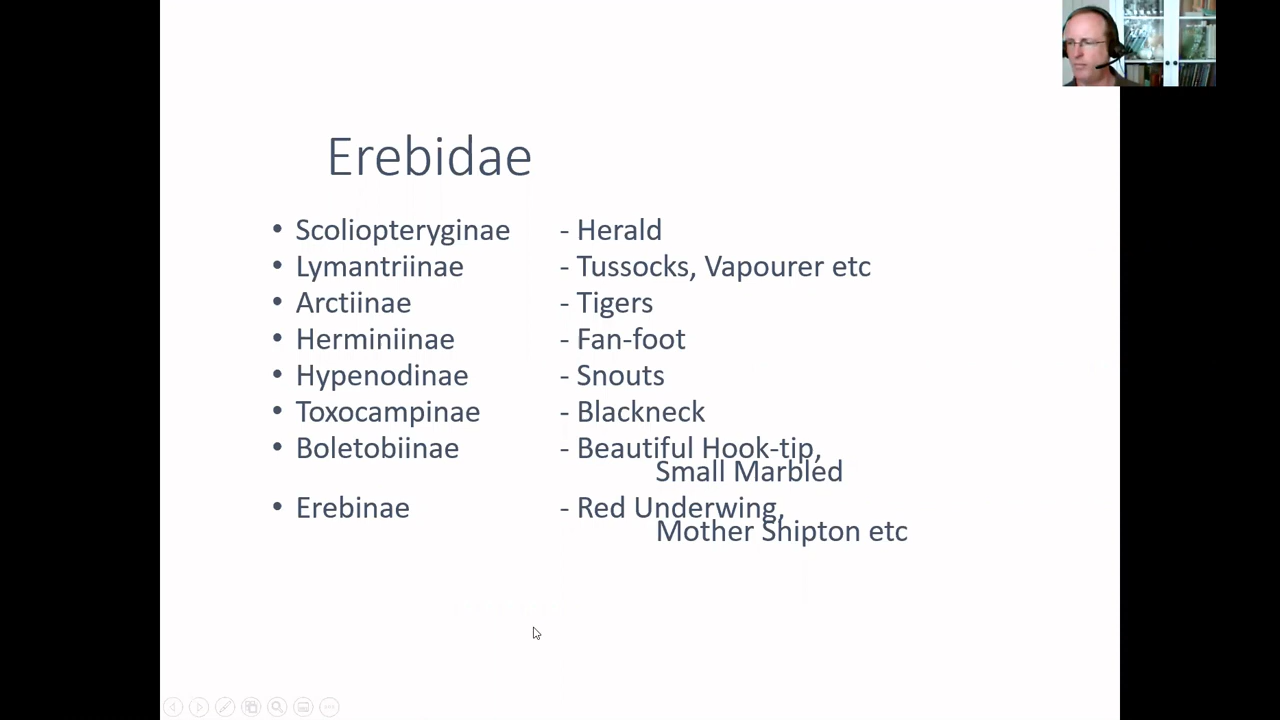 Erebidae
• Scoliopteryginae - Herald
• Lymantriinae - Tussocks, Vapourer etc
• Arctiinae - Tigers
• Herminiinae - Fan-foot
• Hypenodinae - Snouts
• Toxocampinae - Blackneck
• Boletobiinae - Beautiful Hook-tip,
Small Marbled
• Erebinae - Red Underwing,
Mother Shipton etc